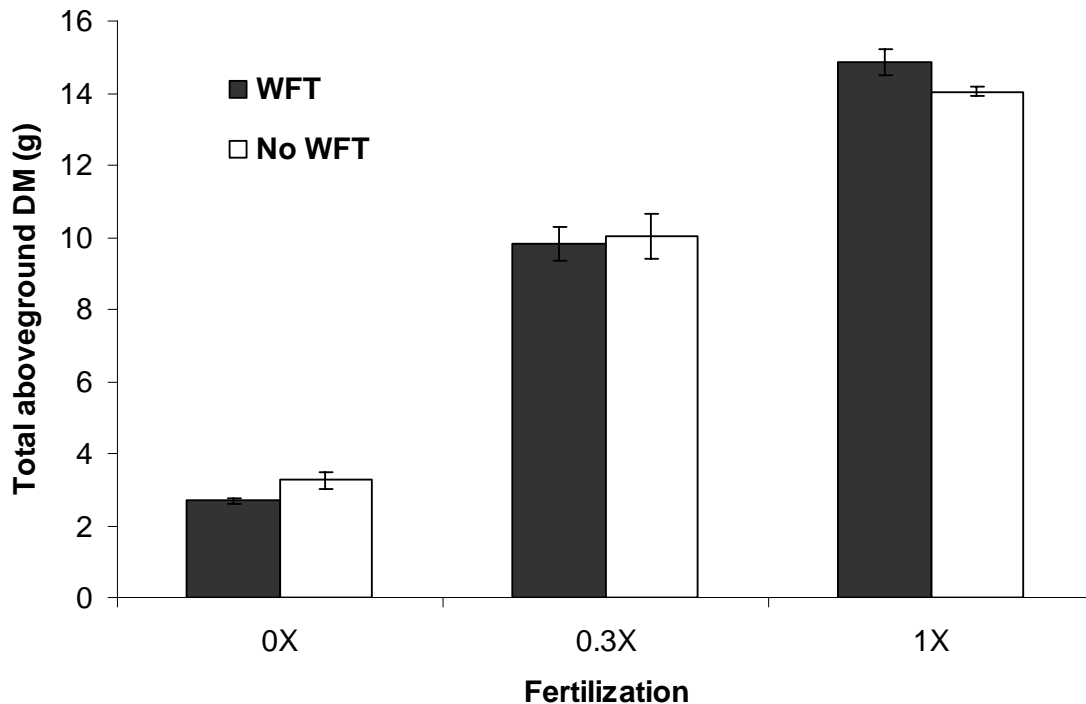 16
14
12
10
8
6
4
2
0
Total aboveground DM (g)
WFT
No WFT
0X
0.3X
1X
Fertilization